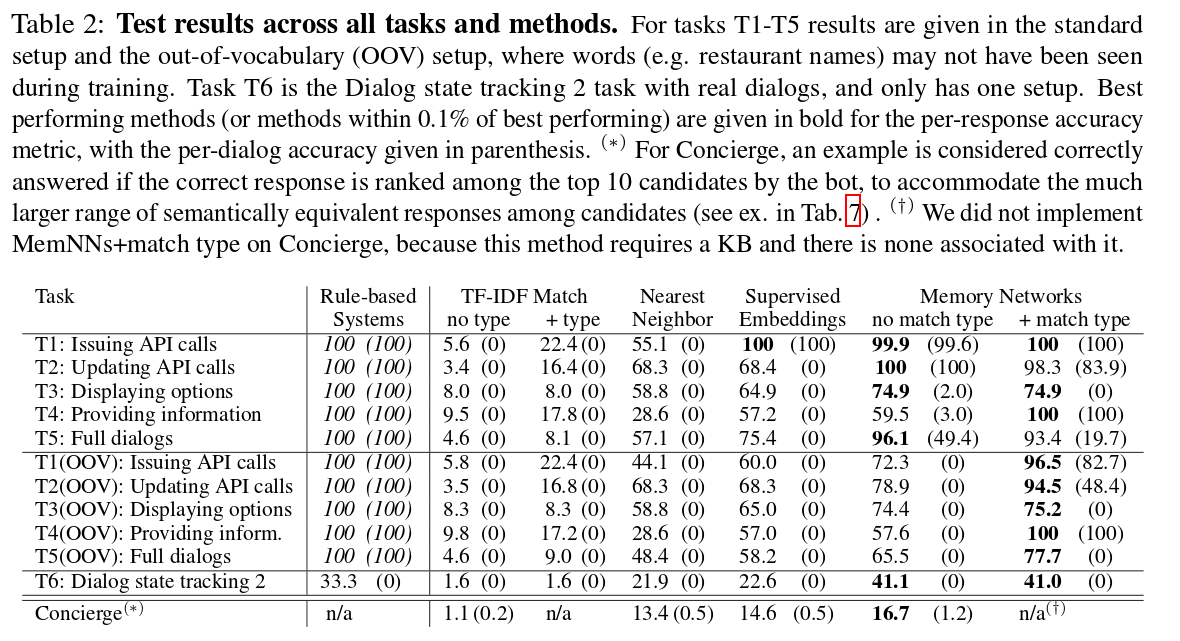 Table 2: Test results across all tasks and methods. For tasks T1-T5 results are given in the standard
setup and the out-of-vocabulary (OOV) setup, where words (e.g. restaurant names) may not have been seen
during training. Task T6 is the Dialog state tracking 2 task with real dialogs, and only has one setup. Best
performing methods (or methods within 0.1% of best performing) are given in bold for the per-response accuracy
metric, with the per-dialog accuracy given in parenthesis. (*) For Concierge, an example is considered correctly
answered if the correct response is ranked among the top 10 candidates by the bot, to accommodate the much
larger range of semantically equivalent responses among candidates (see ex. in Tab. 7) . (†) We did not implement
MemNNs+match type on Concierge, because this method requires a KB and there is none associated with it.
Task Rule-based TF-IDF Match Nearest Supervised Memory Networks
Systems no type + type Neighbor Embeddings no match type + match type
T1: Issuing API calls 100 (100) 5.6 (0) 22.4 (0) 55.1 (0) 100 (100) 99.9 (99.6) 100 (100)
T2: Updating API calls 100 (100) 3.4 (0) 16.4 (0) 68.3 (0) 68.4 (0) 100 (100) 98.3 (83.9)
T3: Displaying options 100 (100) 8.0 (0) 8.0 (0) 58.8 (0) 64.9 (0) 74.9 (2.0) 74.9 (0)
T4: Providing information 100 (100) 9.5 (0) 17.8 (0) 28.6 (0) 57.2 (0) 59.5 (3.0) 100 (100)
T5: Full dialogs 100 (100) 4.6 (0) 8.1 (0) 57.1 (0) 75.4 (0) 96.1 (49.4) 93.4 (19.7)
T1(OOV): Issuing API calls 100 (100) 5.8 (0) 22.4 (0) 44.1 (0) 60.0 (0) 72.3 (0) 96.5 (82.7)
T2(OOV): Updating API calls 100 (100) 3.5 (0) 16.8 (0) 68.3 (0) 68.3 (0) 78.9 (0) 94.5 (48.4)
T3(OOV): Displaying options 100 (100) 8.3 (0) 8.3 (0) 58.8 (0) 65.0 (0) 74.4 (0) 75.2 (0)
T4(OOV): Providing inform. 100 (100) 9.8 (0) 17.2 (0) 28.6 (0) 57.0 (0) 57.6 (0) 100 (100)
T5(OOV): Full dialogs 100 (100) 4.6 (0) 9.0 (0) 48.4 (0) 58.2 (0) 65.5 (0) 77.7 (0)
T6: Dialog state tracking 2 33.3 (0) 1.6 (0) 1.6 (0) 21.9 (0) 22.6 (0) 41.1 (0) 41.0 (0)
Concierge(*) n/a 1.1 (0.2) n/a 13.4 (0.5) 14.6 (0.5) 16.7 (1.2) n/a(†)